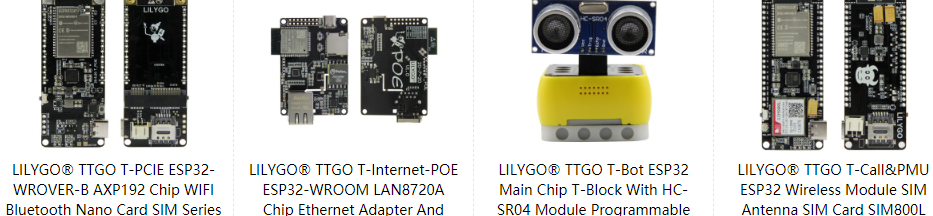 LILYGO
POE
HC-SR04
LILYGO® TTGO T-PCIE ESP32-
WROVER-B AXP192 Chip WIFI
Bluetooth Nano Card SIM Series
LILYGO® TTGO T-Internet-POE
ESP32-WROOM LAN8720A
Chip Ethernet Adapter And
LILYGO® TTGO T-Bot ESP32
Main Chip T-Block With HC-
SR04 Module Programmable
LILYGO® TTGO T-Call&PMU
ESP32 Wireless Module SIM
Antenna SIM Card SIM800L